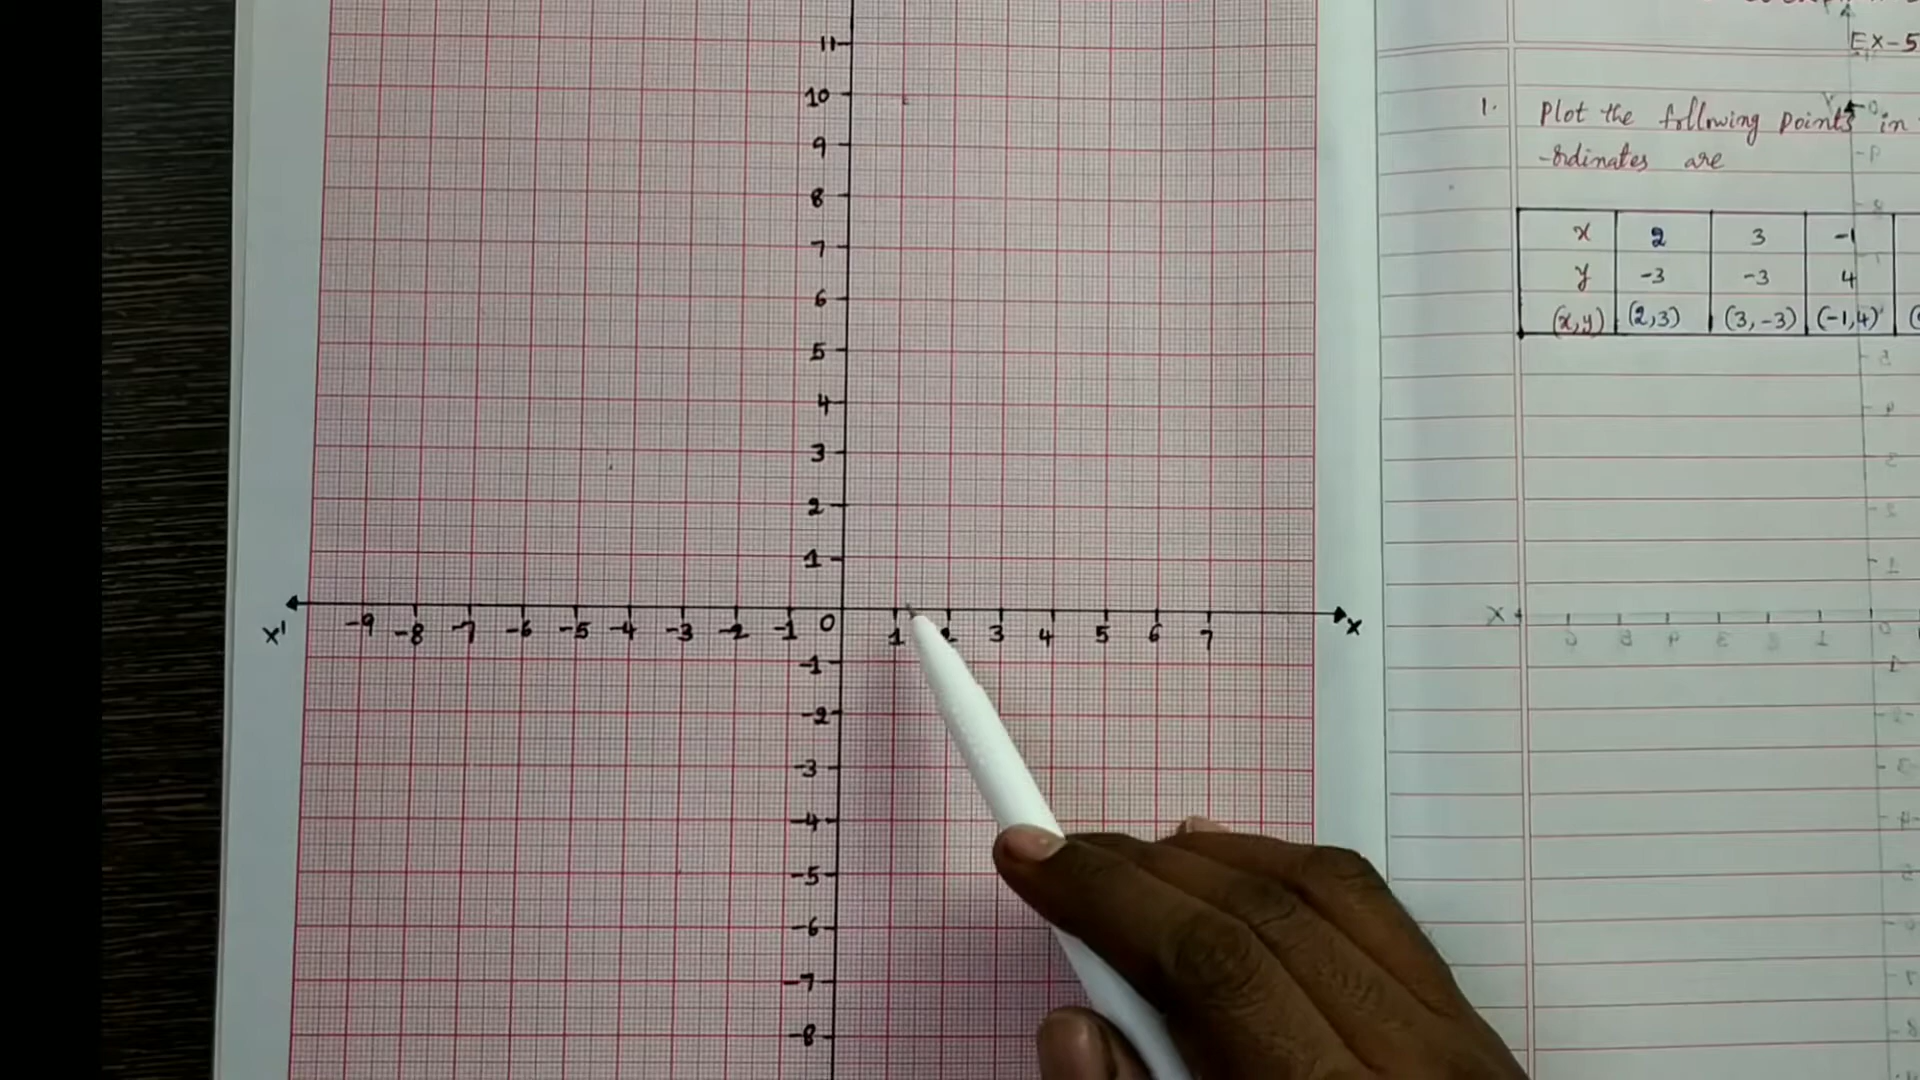 11
10
9
8
7
6
5
4
3
2
1
X' -9 -8 -7 -6 -5 -4 -3 -2 -1 0 1 3 4 5 6 7 X
-1
-2
-3
-4
-5
-6
-7
-8
Ex-5
1. Plot the following points in
-ordinates are
x 2 3 -1
y -3 -3 4
(x,y) (2,3) (3,-3) (-1,4)